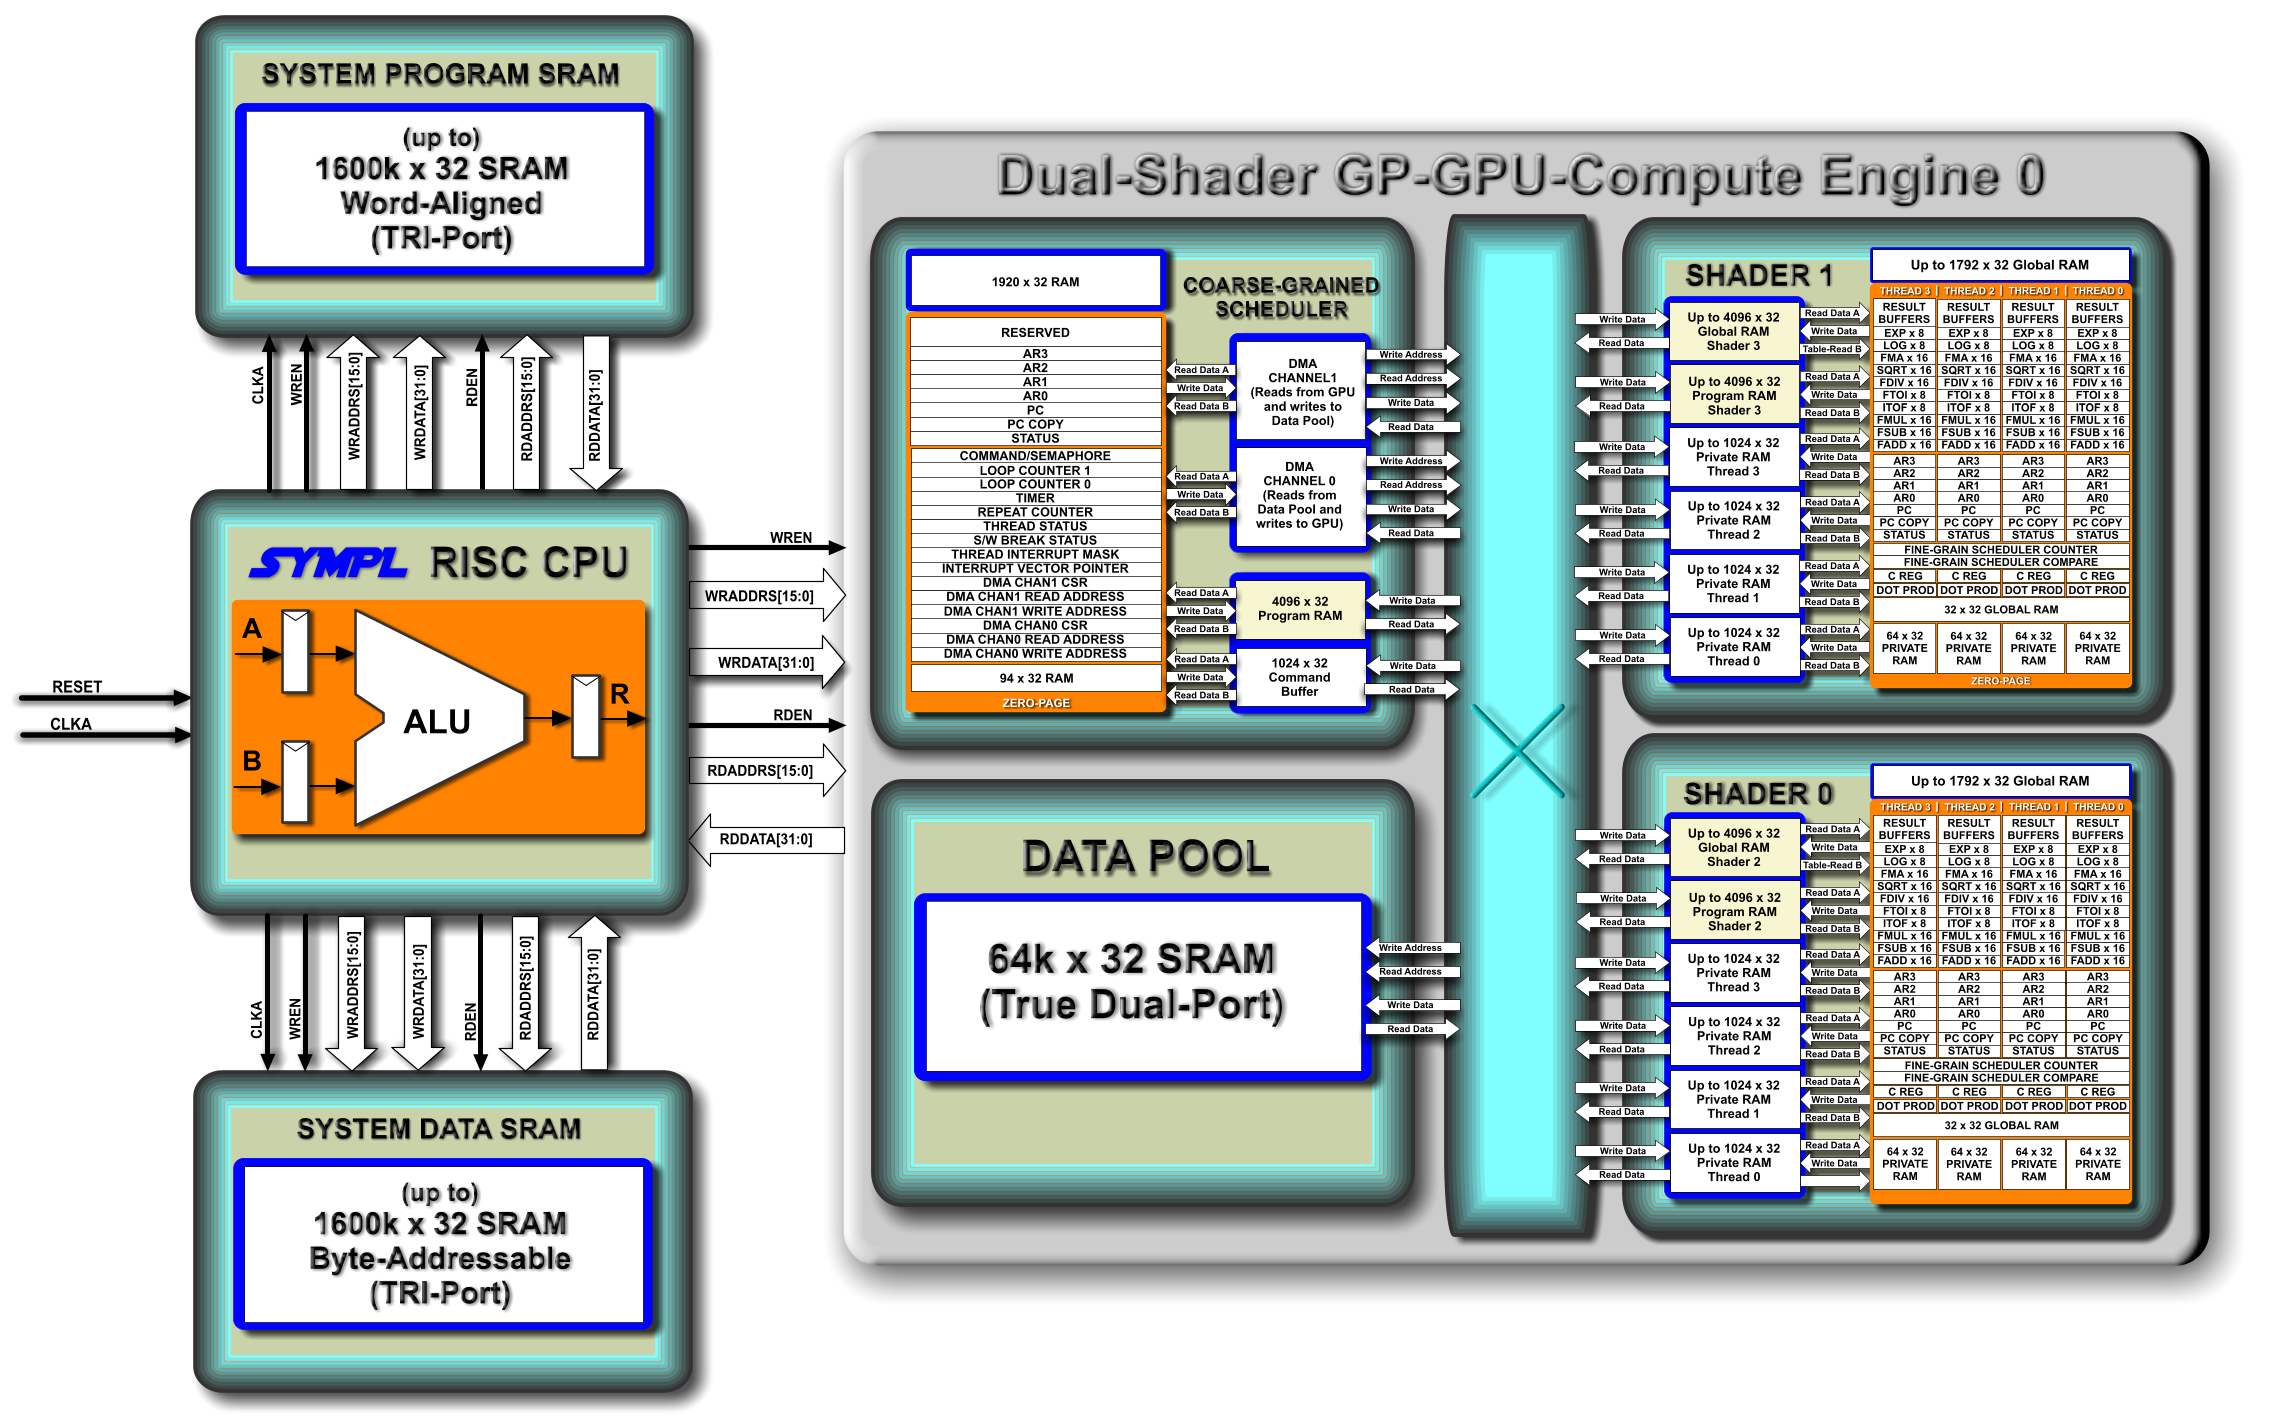 SYSTEM PROGRAM SRAM
(up to)
1600k x 32 SRAM
Word-Aligned
(TRI-Port)
CLKA
WREN
WRADDRS[15:0]
WRDATA[31:0]
RDEN
RDADDRS[15:0]
RDDATA[31:0]
SYMPL RISC CPU
A
B
ALU
R
RESET
CLKA
CLKA
WREN
WRADDRS[15:0]
WRDATA[31:0]
RDEN
RDADDRS[15:0]
RDDATA[31:0]
SYSTEM DATA SRAM
(up to)
1600k x 32 SRAM
Byte-Addressable
(TRI-Port)
WREN
WRADDRS[15:0]
WRDATA[31:0]
RDEN
RDADDRS[15:0]
RDDATA[31:0]
Dual-Shader GP-GPU-Compute Engine 0
1920 x 32 RAM
RESERVED
AR3
AR2
AR1
AR0
PC
PC COPY
STATUS
COMMAND/SEMAPHORE
LOOP COUNTER 1
LOOP COUNTER 0
TIMER
REPEAT COUNTER
THREAD STATUS
S/W BREAK STATUS
THREAD INTERRUPT MASK
INTERRUPT VECTOR POINTER
DMA CHAN1 CSR
DMA CHAN1 READ ADDRESS
DMA CHAN1 WRITE ADDRESS
DMA CHAN0 CSR
DMA CHAN0 READ ADDRESS
DMA CHAN0 WRITE ADDRESS
94 x 32 RAM
ZERO-PAGE
COARSE-GRAINED
SCHEDULER
Read Data A
Write Data
Read Data B
DMA
CHANNEL1
(Reads from GPU
and writes to
Data Pool)
Write Address
Read Address
Write Data
Read Data
Read Data A
Write Data
Read Data B
DMA
CHANNEL 0
(Reads from
Data Pool and
writes to GPU)
Write Address
Read Address
Write Data
Read Data
Read Data A
Write Data
Read Data B
4096 x 32
Program RAM
Write Data
Read Data
Read Data A
Write Data
Read Data B
1024 x 32
Command
Buffer
Write Data
Read Data
DATA POOL
64k x 32 SRAM
(True Dual-Port)
Write Address
Read Address
Write Data
Read Data
SHADER 1
Write Data
Read Data
Up to 4096 x 32
Global RAM
Shader 3
Read Data A
Write Data
Table-Read B
Write Data
Read Data
Up to 4096 x 32
Program RAM
Shader 3
Read Data A
Write Data
Read Data B
Write Data
Read Data
Up to 1024 x 32
Private RAM
Thread 3
Read Data A
Write Data
Read Data B
Write Data
Read Data
Up to 1024 x 32
Private RAM
Thread 2
Read Data A
Write Data
Read Data B
Write Data
Read Data
Up to 1024 x 32
Private RAM
Thread 1
Read Data A
Write Data
Read Data B
Write Data
Read Data
Up to 1024 x 32
Private RAM
Thread 0
Read Data A
Write Data
Read Data B
Up to 1792 x 32 Global RAM
THREAD 3 | THREAD 2 | THREAD 1 | THREAD 0
RESULT RESULT RESULT RESULT
BUFFERS BUFFERS BUFFERS BUFFERS
EXP x 8 EXP x 8 EXP x 8 EXP x 8
LOG x 8 LOG x 8 LOG x 8 LOG x 8
FMA x 16 FMA x 16 FMA x 16 FMA x 16
SQRT x 16 SQRT x 16 SQRT x 16 SQRT x 16
FDIV x 16 FDIV x 16 FDIV x 16 FDIV x 16
FTOI x 8 FTOI x 8 FTOI x 8 FTOI x 8
ITOF x 8 ITOF x 8 ITOF x 8 ITOF x 8
FMUL x 16 FMUL x 16 FMUL x 16 FMUL x 16
FSUB x 16 FSUB x 16 FSUB x 16 FSUB x 16
FADD x 16 FADD x 16 FADD x 16 FADD x 16
AR3 AR3 AR3 AR3
AR2 AR2 AR2 AR2
AR1 AR1 AR1 AR1
AR0 AR0 AR0 AR0
PC PC PC PC
PC COPY PC COPY PC COPY PC COPY
STATUS STATUS STATUS STATUS
FINE-GRAIN SCHEDULER COUNTER
FINE-GRAIN SCHEDULER COMPARE
C REG C REG C REG C REG
DOT PROD DOT PROD DOT PROD DOT PROD
32 x 32 GLOBAL RAM
64 x 32 64 x 32 64 x 32 64 x 32
PRIVATE PRIVATE PRIVATE PRIVATE
RAM RAM RAM RAM
ZERO-PAGE
SHADER 0
Write Data
Read Data
Up to 4096 x 32
Global RAM
Shader 2
Read Data A
Write Data
Table-Read B
Write Data
Read Data
Up to 4096 x 32
Program RAM
Shader 2
Read Data A
Write Data
Read Data B
Write Data
Read Data
Up to 1024 x 32
Private RAM
Thread 3
Read Data A
Write Data
Read Data B
Write Data
Read Data
Up to 1024 x 32
Private RAM
Thread 2
Read Data A
Write Data
Read Data B
Write Data
Read Data
Up to 1024 x 32
Private RAM
Thread 1
Read Data A
Write Data
Read Data B
Write Data
Read Data
Up to 1024 x 32
Private RAM
Thread 0
Read Data A
Write Data
Up to 1792 x 32 Global RAM
THREAD 3 | THREAD 2 | THREAD 1 | THREAD 0
RESULT RESULT RESULT RESULT
BUFFERS BUFFERS BUFFERS BUFFERS
EXP x 8 EXP x 8 EXP x 8 EXP x 8
LOG x 8 LOG x 8 LOG x 8 LOG x 8
FMA x 16 FMA x 16 FMA x 16 FMA x 16
SQRT x 16 SQRT x 16 SQRT x 16 SQRT x 16
FDIV x 16 FDIV x 16 FDIV x 16 FDIV x 16
FTOI x 8 FTOI x 8 FTOI x 8 FTOI x 8
ITOF x 8 ITOF x 8 ITOF x 8 ITOF x 8
FMUL x 16 FMUL x 16 FMUL x 16 FMUL x 16
FSUB x 16 FSUB x 16 FSUB x 16 FSUB x 16
FADD x 16 FADD x 16 FADD x 16 FADD x 16
AR3 AR3 AR3 AR3
AR2 AR2 AR2 AR2
AR1 AR1 AR1 AR1
AR0 AR0 AR0 AR0
PC PC PC PC
PC COPY PC COPY PC COPY PC COPY
STATUS STATUS STATUS STATUS
FINE-GRAIN SCHEDULER COUNTER
FINE-GRAIN SCHEDULER COMPARE
C REG C REG C REG C REG
DOT PROD DOT PROD DOT PROD DOT PROD
32 x 32 GLOBAL RAM
64 x 32 64 x 32 64 x 32 64 x 32
PRIVATE PRIVATE PRIVATE PRIVATE
RAM RAM RAM RAM